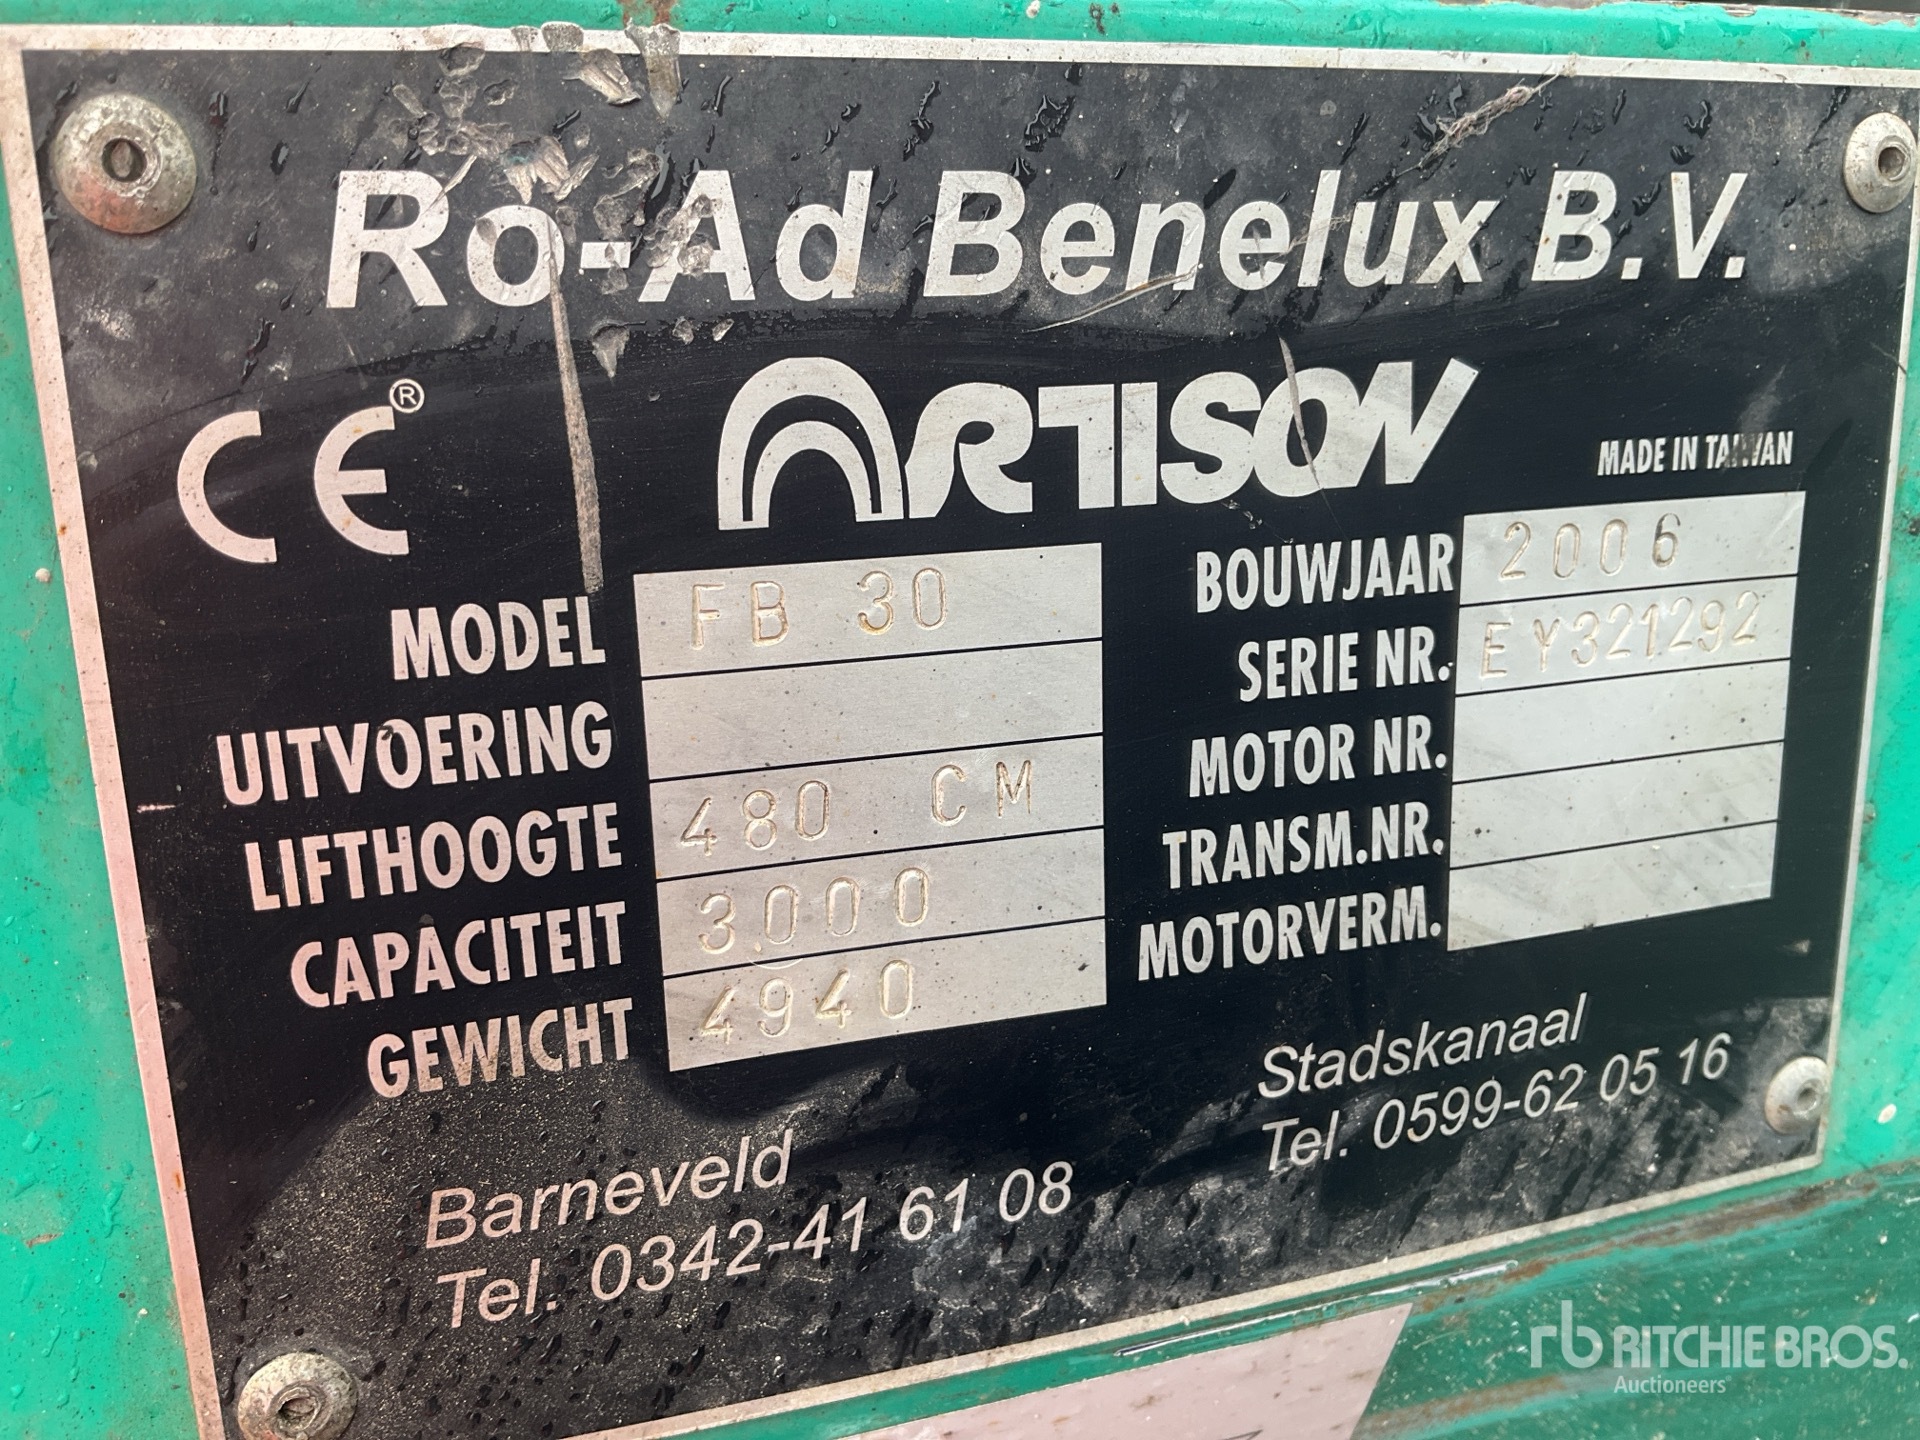 Ro-Ad Benelux B.V.
CE®
ARTISON
MADE IN TAIWAN
MODEL FB 30
UITVOERING
LIFTHOOGTE 480 CM
CAPACITEIT 3000
GEWICHT 4940
BOUWJAAR 2006
SERIE NR. EY321292
MOTOR NR.
TRANSM.NR.
MOTORVERM.
Barneveld
Tel. 0342-41 61 08
Stadskanaal
Tel. 0599-62 05 16
rb RITCHIE BROS.
Auctioneers